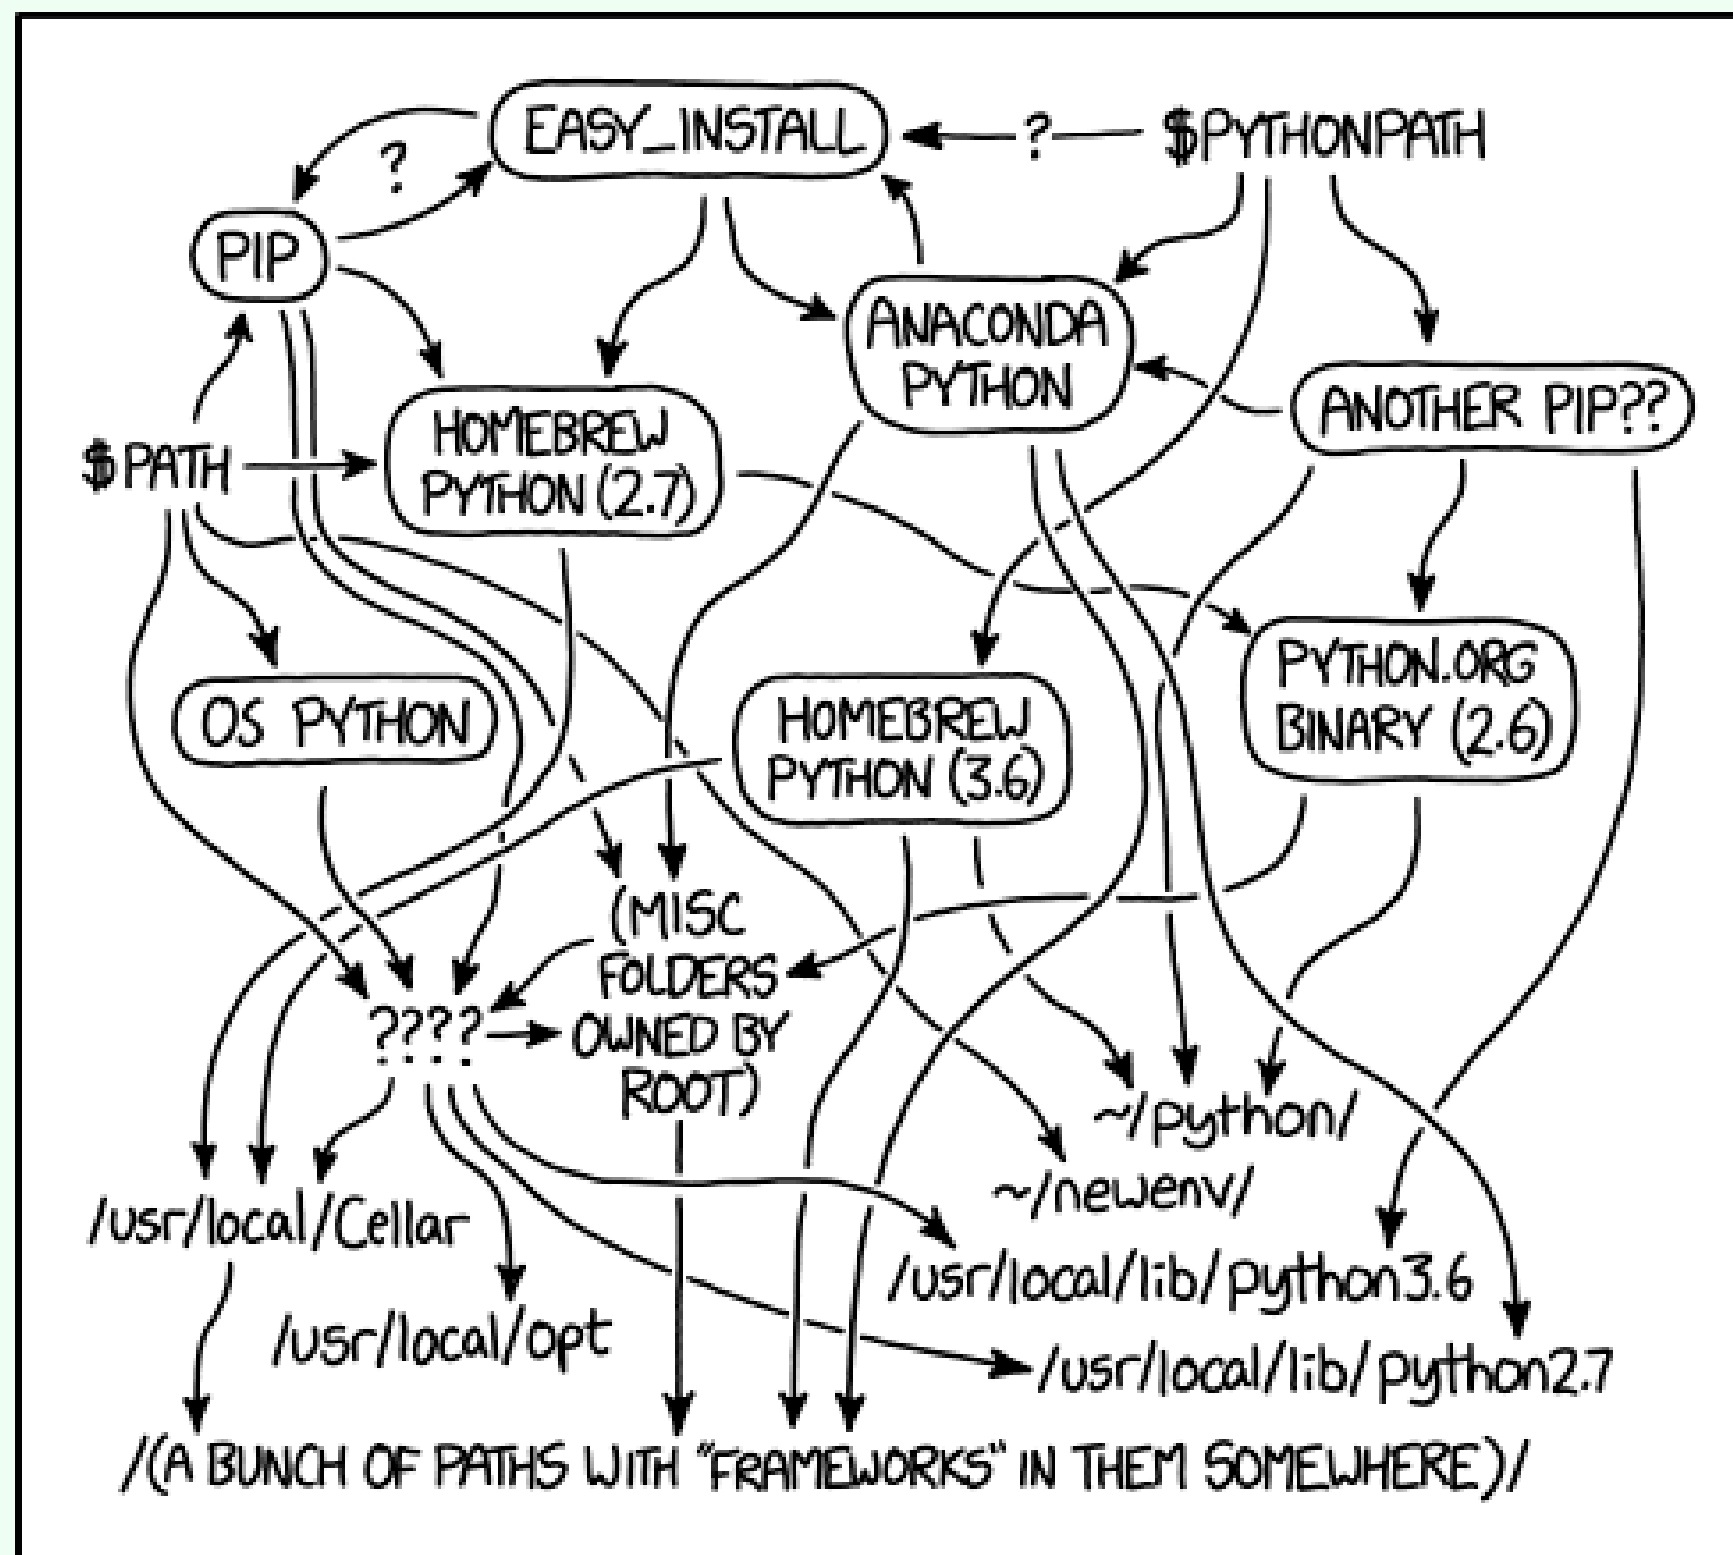 EASY_INSTALL
?
$PYTHONPATH
?
PIP
ANACONDA
PYTHON
ANOTHER PIP??
HOMEBREW
PYTHON (2.7)
$PATH
OS PYTHON
HOMEBREW
PYTHON (3.6)
PYTHON.ORG
BINARY (2.6)
(MISC
FOLDERS
OWNED BY
ROOT)
????
~/python/
~/newenv/
/usr/local/Cellar
/usr/local/lib/python3.6
/usr/local/opt
/usr/local/lib/python2.7
/(A BUNCH OF PATHS WITH "FRAMEWORKS" IN THEM SOMEWHERE)/